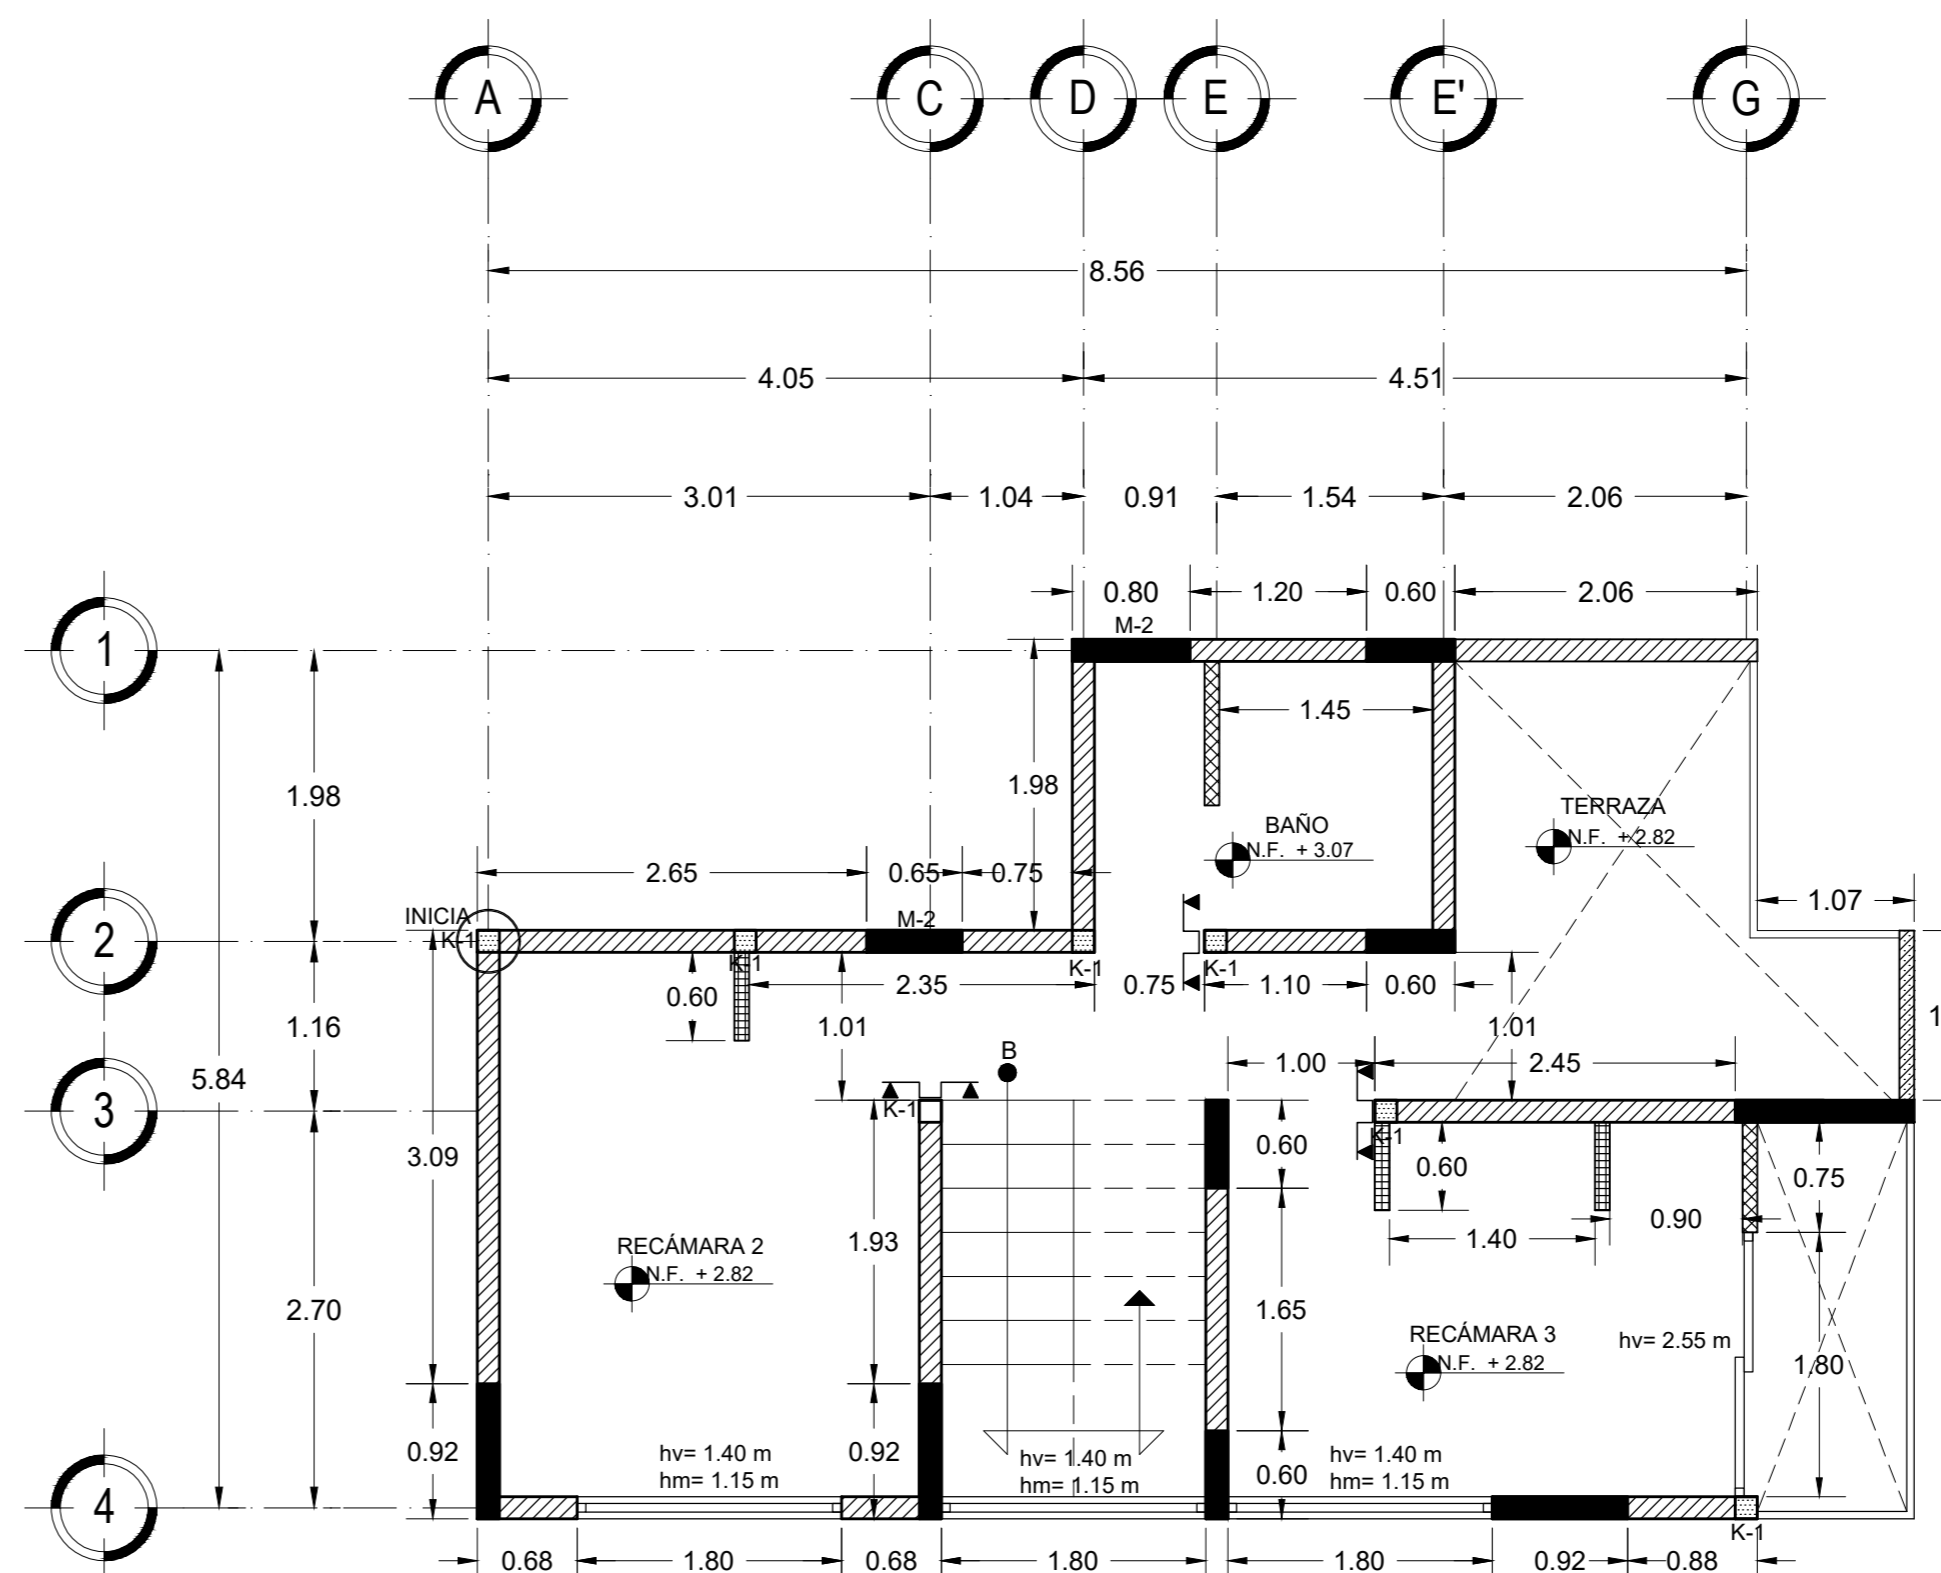 A C D E E' G
8.56
4.05 4.51
3.01 1.04 0.91 1.54 2.06
0.80 1.20 0.60 2.06
M-2
1
1.45
1.98 1.98
TERRAZA
N.F. + 2.82
BAÑO
N.F. + 3.07
2.65 0.65 0.75
1.07
INICIA
M-2
2 K-1
K-1 K-1 K-1
0.60 2.35 0.75 1.10 0.60
1.16 1.01 1.01 1
B
1.00 2.45
5.84
3 K-1 K-1
3.09 0.60 0.60 0.75
1.93 1.40 0.90
RECÁMARA 2
N.F. + 2.82
2.70 1.65
RECÁMARA 3
N.F. + 2.82
hv= 2.55 m
1.80
0.92 0.92 0.60
hv= 1.40 m
hm= 1.15 m
hv= 1.40 m
hm= 1.15 m
hv= 1.40 m
hm= 1.15 m
4
K-1
0.68 1.80 0.68 1.80 1.80 0.92 0.88